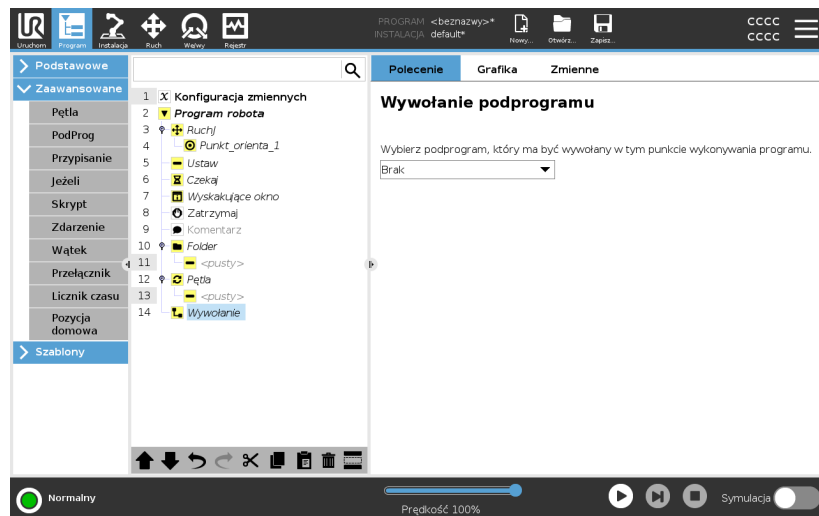 UR
PROGRAM <beznazwy>*
INSTALACJA default*
Uruchom
Program
Instalacja
Ruch
We/wy
Rejestr
Nowy...
Otwórz...
Zapisz...
CCCC
CCCC
Podstawowe
Zaawansowane
Pętla
PodProg
Przypisanie
Jeżeli
Skrypt
Zdarzenie
Wątek
Przełącznik
Licznik czasu
Pozycja
domowa
Szablony
1 X Konfiguracja zmiennych
2 Program robota
3 RuchJ
4 Punkt_orienta_1
5 Ustaw
6 Czekaj
7 Wyskakujące okno
8 Zatrzymaj
9 Komentarz
10 Folder
11 <pusty>
12 Pętla
13 <pusty>
14 Wywołanie
Polecenie Grafika Zmienne
Wywołanie podprogramu
Wybierz podprogram, który ma być wywołany w tym punkcie wykonywania programu.
Brak
Normalny
Prędkość 100%
Symulacja